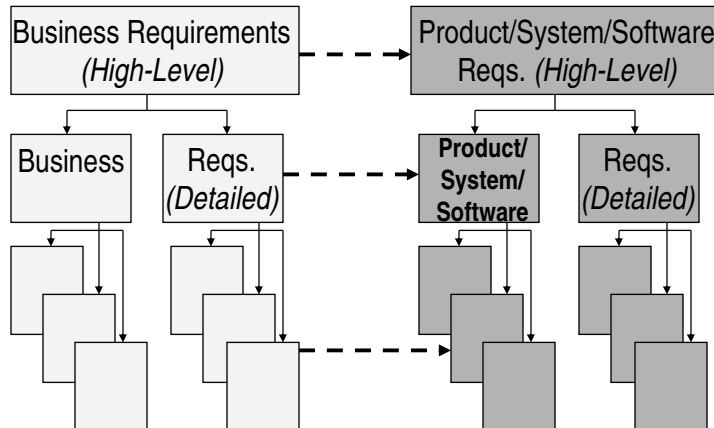 Business Requirements
(High-Level)
Product/System/Software
Reqs. (High-Level)
Business
Reqs.
(Detailed)
Product/
System/
Software
Reqs.
(Detailed)